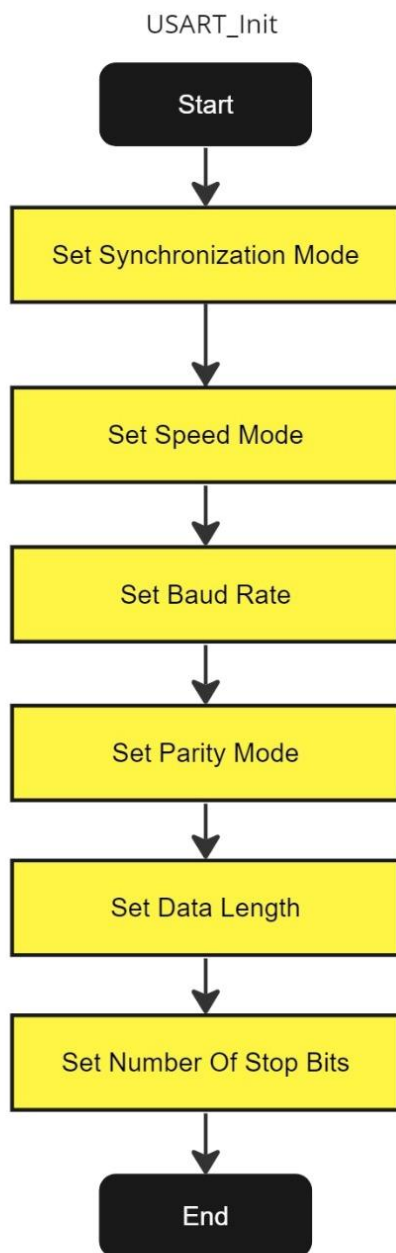 USART_Init
Start
Set Synchronization Mode
Set Speed Mode
Set Baud Rate
Set Parity Mode
Set Data Length
Set Number Of Stop Bits
End